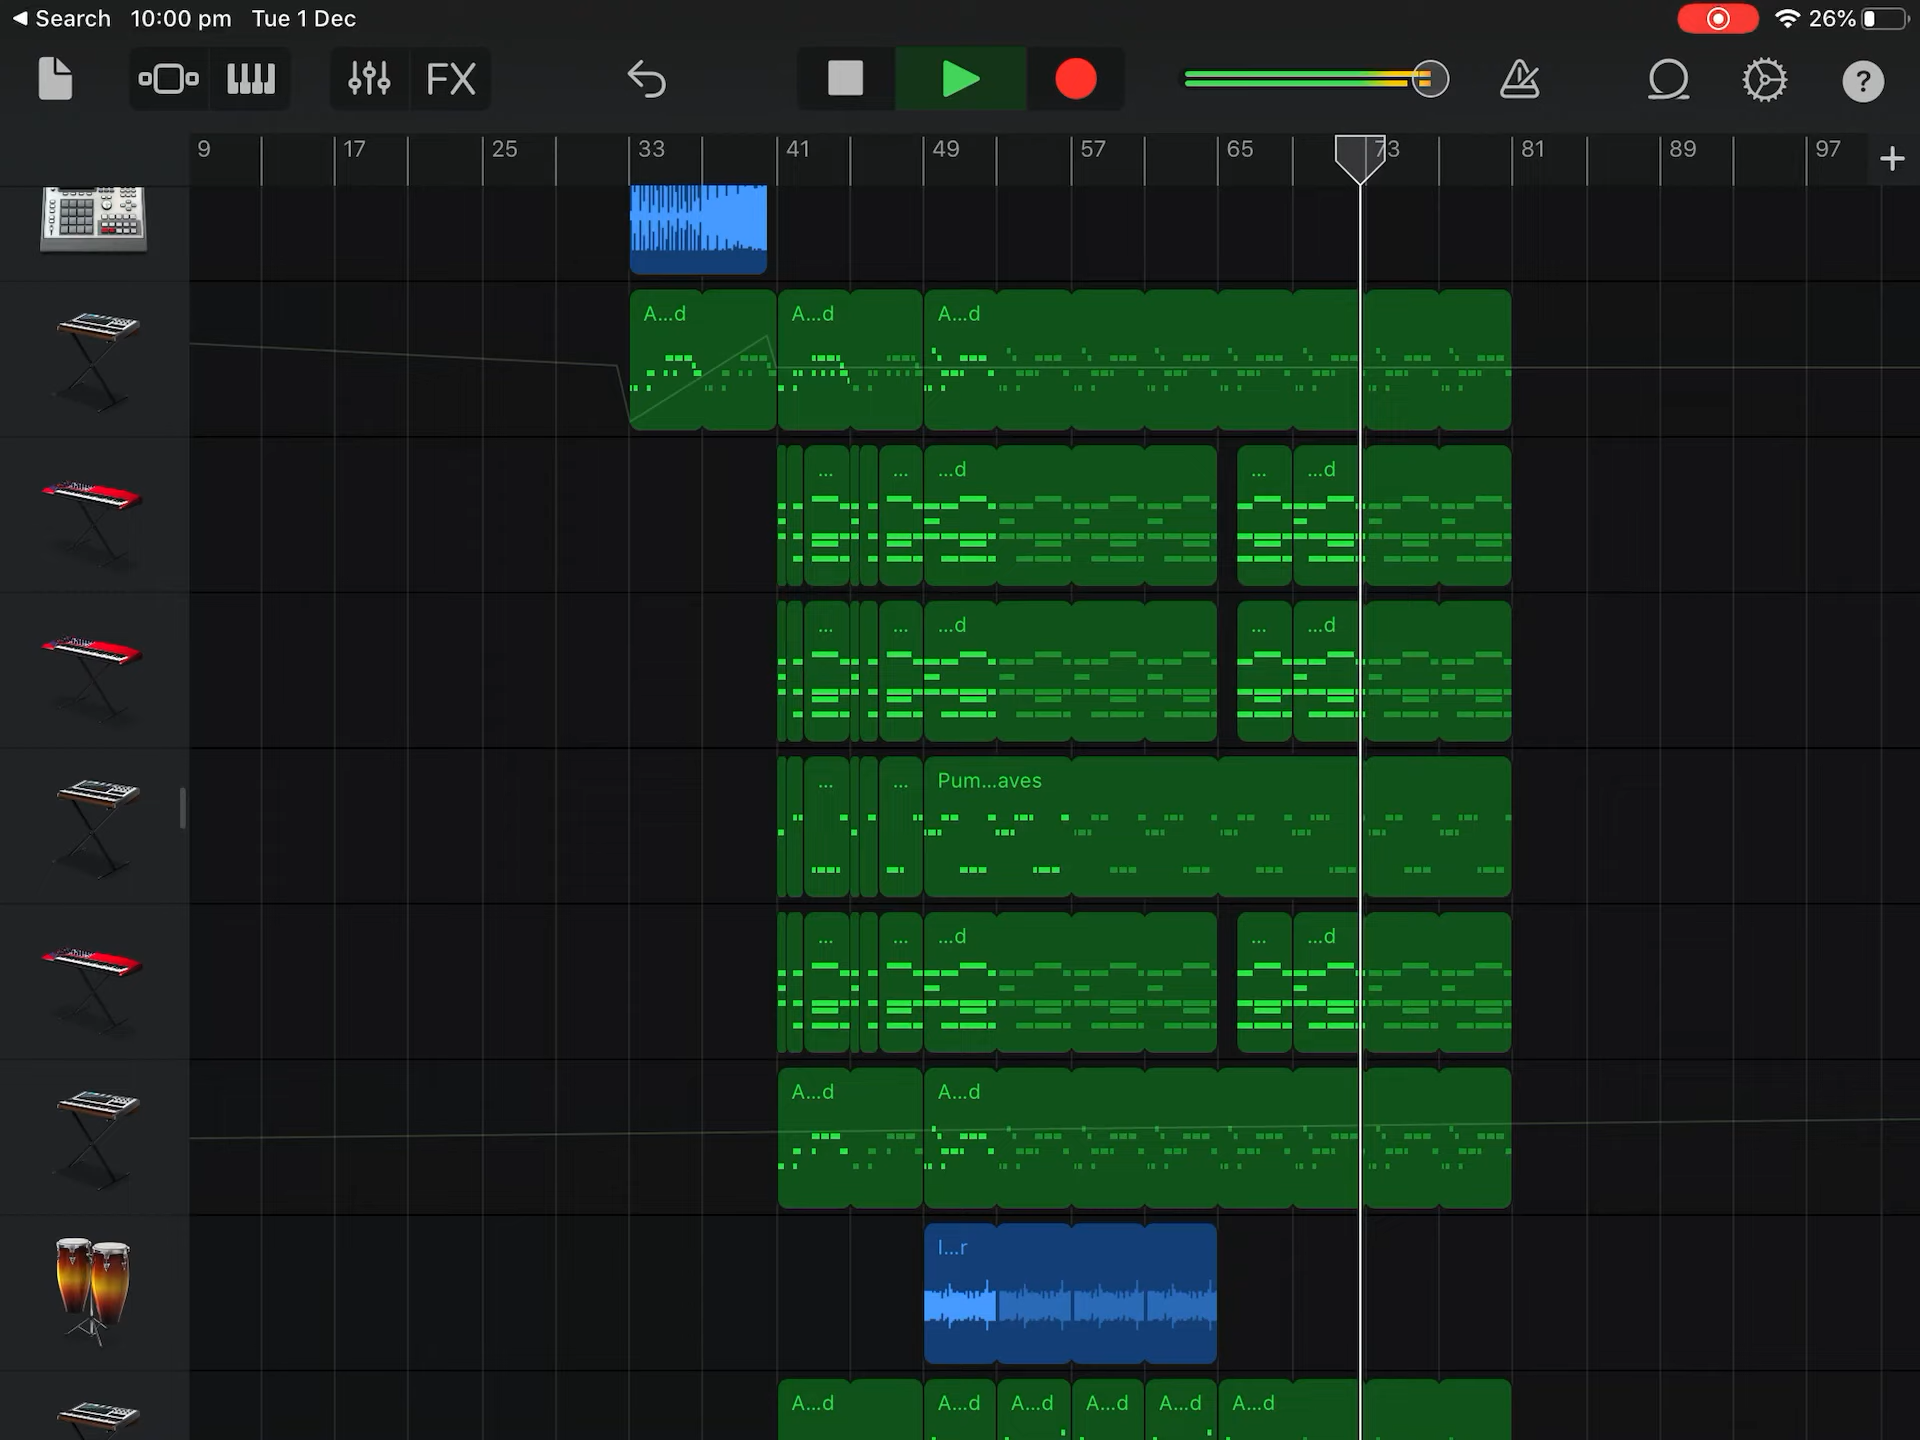 Search 10:00 pm Tue 1 Dec 26%
FX ?
9 17 25 33 41 49 57 65 73 81 89 97 +
A...d A...d A...d
... ... ...d ... ...d
... ... ...d ... ...d
... ... Pum...aves
... ... ...d ... ...d
A...d A...d
I...r
A...d A...d A...d A...d A...d A...d